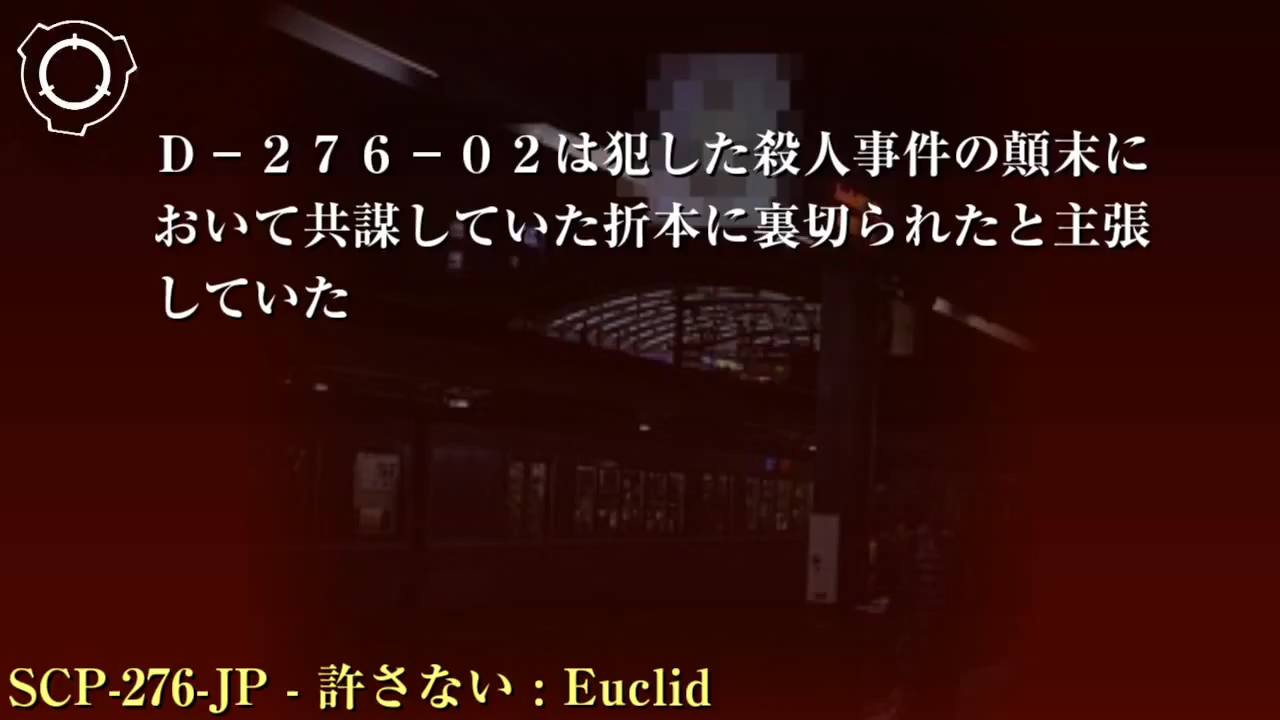 Ｄ－２７６－０２は犯した殺人事件の顛末に
おいて共謀していた折本に裏切られたと主張
していた
SCP-276-JP - 許さない : Euclid